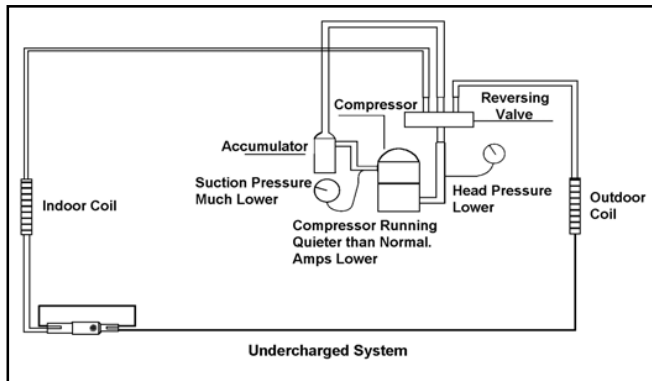 Compressor
Reversing
Valve
Accumulator
Suction Pressure
Much Lower
Head Pressure
Lower
Indoor Coil
Outdoor
Coil
Compressor Running
Quieter than Normal.
Amps Lower
Undercharged System